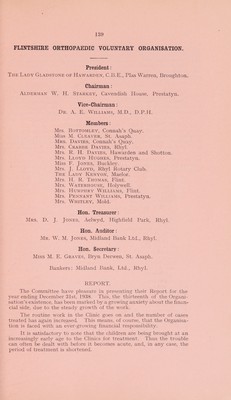 139
FLINTSHIRE ORTHOPAEDIC VOLUNTARY ORGANISATION.
President:
THE LADY GLADSTONE OF HAWARDEN, C.B.E., Plas Warren, Broughton.
Chairman:
ALDERMAN W. H. STARKEY, Cavendish House, Prestatyn.
Vice-Chairman:
DR. A. E. WILLIAMS, M.D., D.P.H.
Members:
MRS. BOTTOMLEY, Connah's Quay.
MISS M. CLUNTER, St. Asaph.
MRS. DAVIES, Connah's Quay.
MRS. CHARLES DAVIES, Rhyl.
MRS. R. H. DAVIES, Hawarden and Shotton.
MRS. LLOYD HUGHES, Prestatyn.
MISS F. JONES, Buckley.
MRS. J. LLOYD, Rhyl Rotary Club.
THE LADY KENYON, Maelor.
MRS. H. R. THOMAS, Flint.
MRS. WATERHOUSE, Holywell.
MRS. HUMPHREY WILLIAMS, Flint.
MRS. PENNANT WILLIAMS, Prestatyn.
MRS. WHITLEY, Mold.
Hon. Treasurer:
MRS. D. J. JONES, Highfield Park, Rhyl.
Hon. Auditor:
MR. W. M. JONES, Midland Bank Ltd., Rhyl.
Hon. Secretary:
MISS M. E. GRAVES, Bryn Derwen, St. Asaph.
Bankers: Midland Bank, Ltd., Rhyl.
REPORT.
The Committee have pleasure in presenting their Report for the
year ending December 31st, 1938. This, the thirteenth of the Organi-
sation's existence, has been marked by a growing anxiety about the finan-
cial side, due to the steady growth of the work.
The routine work in the Clinic goes on and the number of cases
treated has again increased. This means, of course, that the Organisa-
tion is faced with an ever-growing financial responsibility.
It is satisfactory to note that the children are being brought at an
increasingly early age to the Clinics for treatment. Thus the trouble
can often be dealt with before it becomes acute, and, in any case, the
period of treatment is shortened.